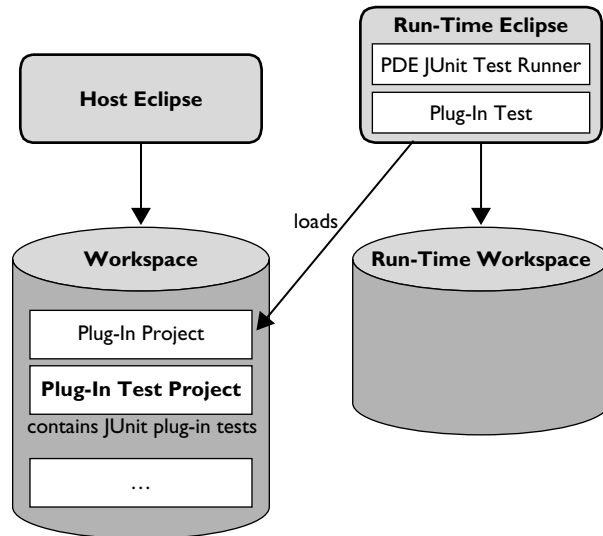 Run-Time Eclipse
PDE JUnit Test Runner
Plug-In Test
Host Eclipse
loads
Workspace
Plug-In Project
Plug-In Test Project
contains JUnit plug-in tests
…
Run-Time Workspace